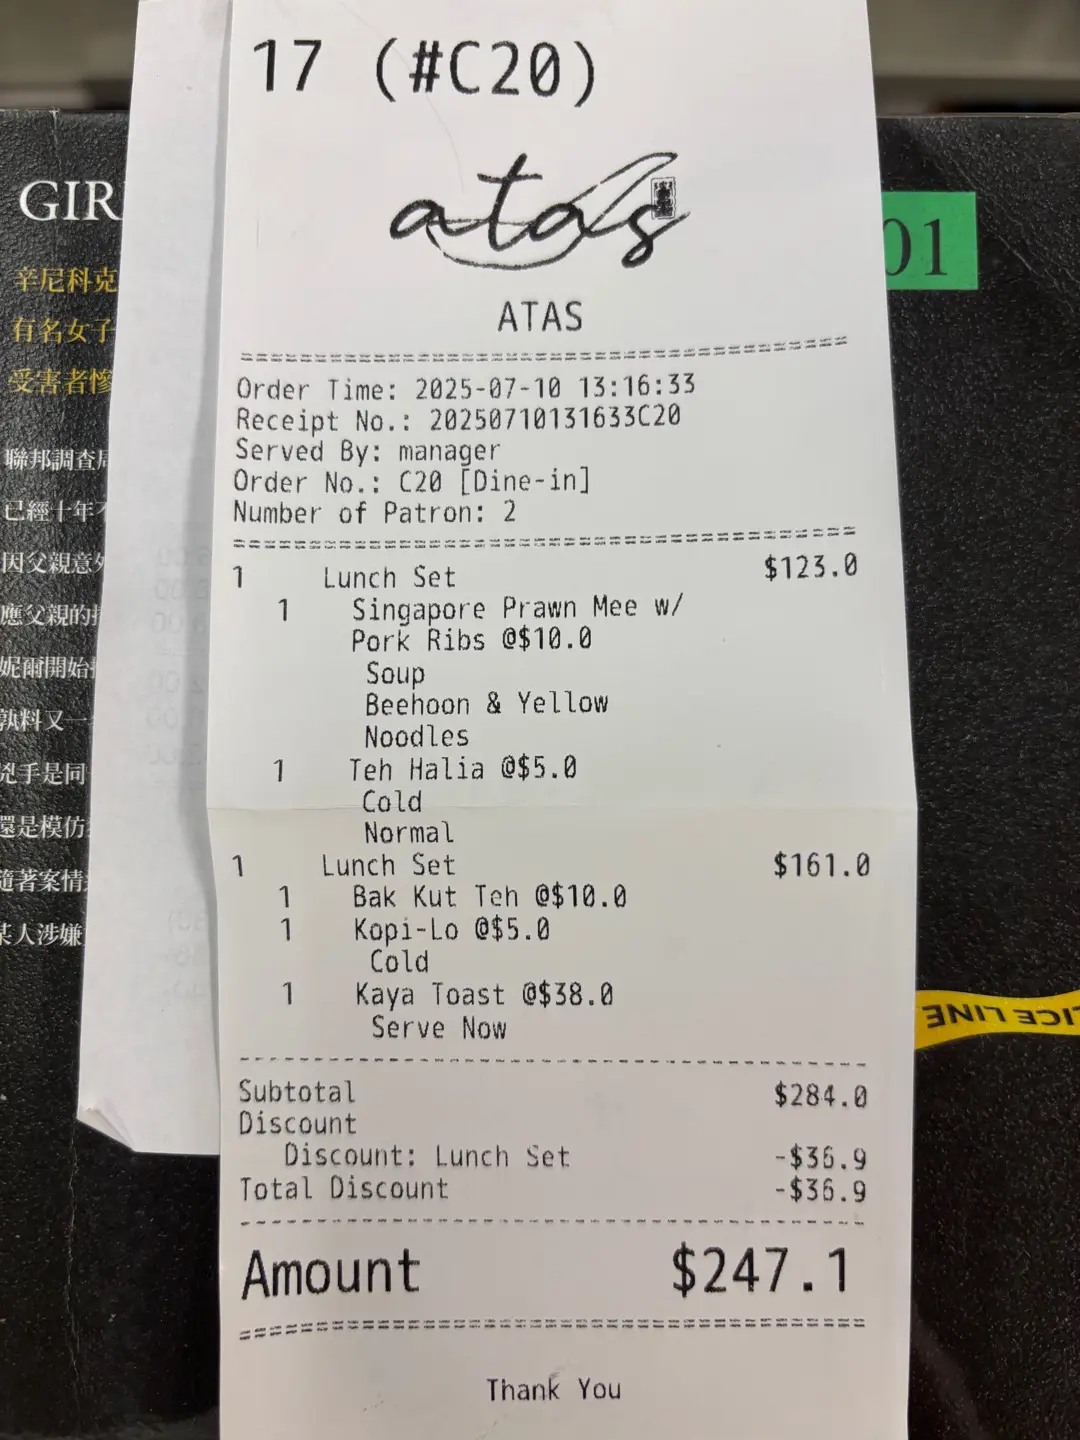 17 (#C20)
atas
ATAS
Order Time: 2025-07-10 13:16:33
Receipt No.: 20250710131633C20
Served By: manager
Order No.: C20 [Dine-in]
Number of Patron: 2
1 Lunch Set $123.0
1 Singapore Prawn Mee w/
Pork Ribs @$10.0
Soup
Beehoon & Yellow
Noodles
1 Teh Halia @$5.0
Cold
Normal
1 Lunch Set $161.0
1 Bak Kut Teh @$10.0
1 Kopi-Lo @$5.0
Cold
1 Kaya Toast @$38.0
Serve Now
Subtotal $284.0
Discount
Discount: Lunch Set -$36.9
Total Discount -$36.9
Amount $247.1
Thank You
GIR
辛尼科克
有名女子
受害者慘
聯邦調查局
已經十年不
因父親意外
應父親的
妮爾開始
孰料又一
兇手是同
還是模仿
隨著案情
某人涉嫌
01
LICE LINE